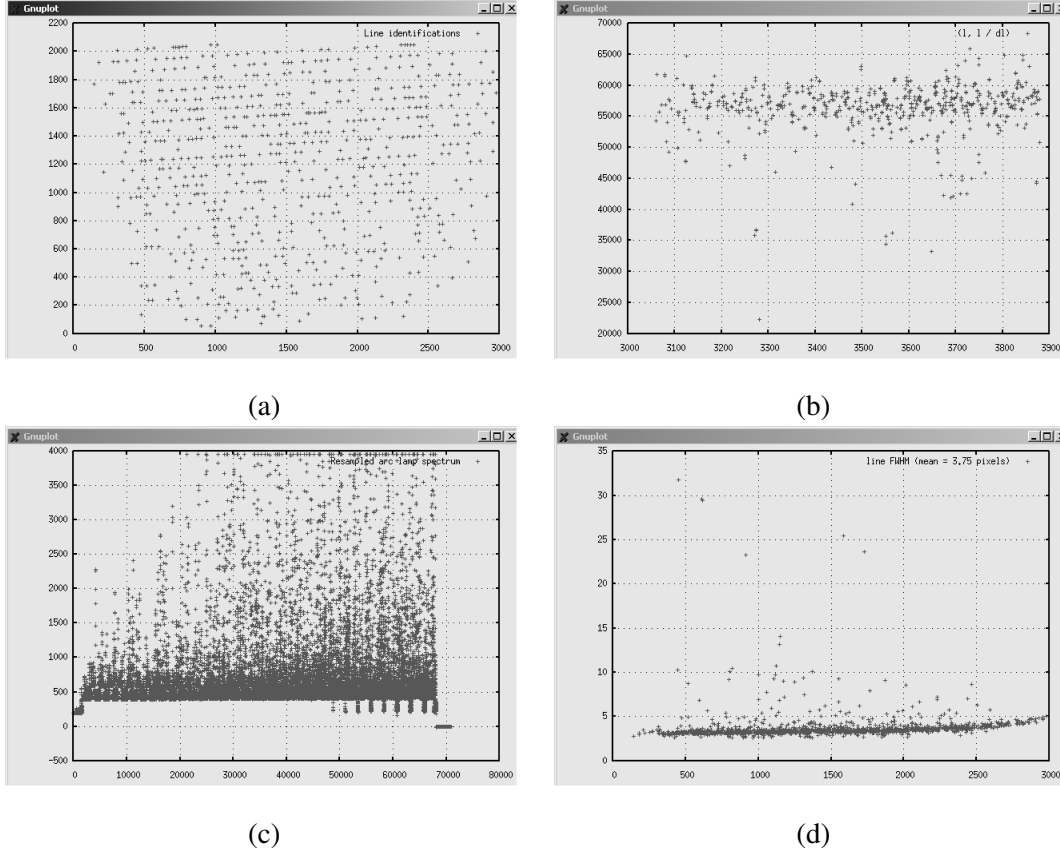 Gnuplot
Line identifications +
2200
2000
1800
1600
1400
1200
1000
800
600
400
200
0
0 500 1000 1500 2000 2500 3000
(a)
Gnuplot
(l, l / dl) +
70000
65000
60000
55000
50000
45000
40000
35000
30000
25000
20000
3000 3100 3200 3300 3400 3500 3600 3700 3800 3900
(b)
Gnuplot
Resampled arc lamp spectrum +
4000
3500
3000
2500
2000
1500
1000
500
0
-500
0 10000 20000 30000 40000 50000 60000 70000 80000
(c)
Gnuplot
line FWHM (mean = 3.75 pixels) +
35
30
25
20
15
10
5
0
0 500 1000 1500 2000 2500 3000
(d)